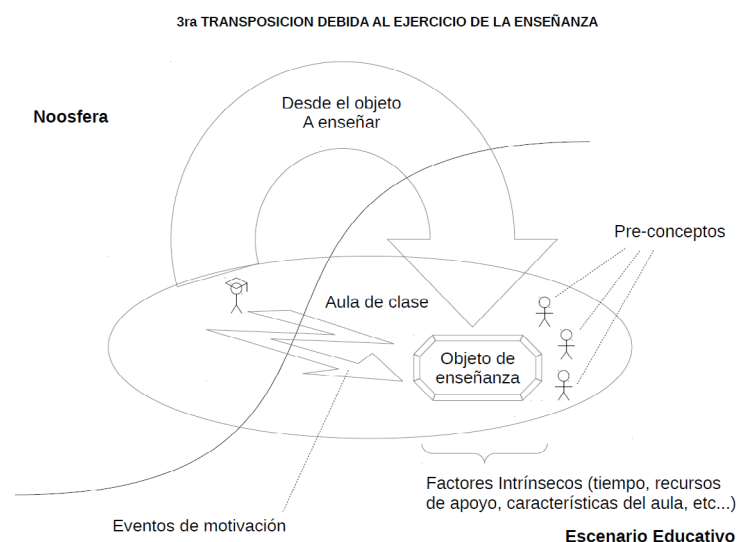 3ra TRANSPOSICION DEBIDA AL EJERCICIO DE LA ENSEÑANZA
Desde el objeto
A enseñar
Noosfera
Pre-conceptos
Aula de clase
Objeto de
enseñanza
Factores Intrínsecos (tiempo, recursos
de apoyo, características del aula, etc...)
Eventos de motivación
Escenario Educativo